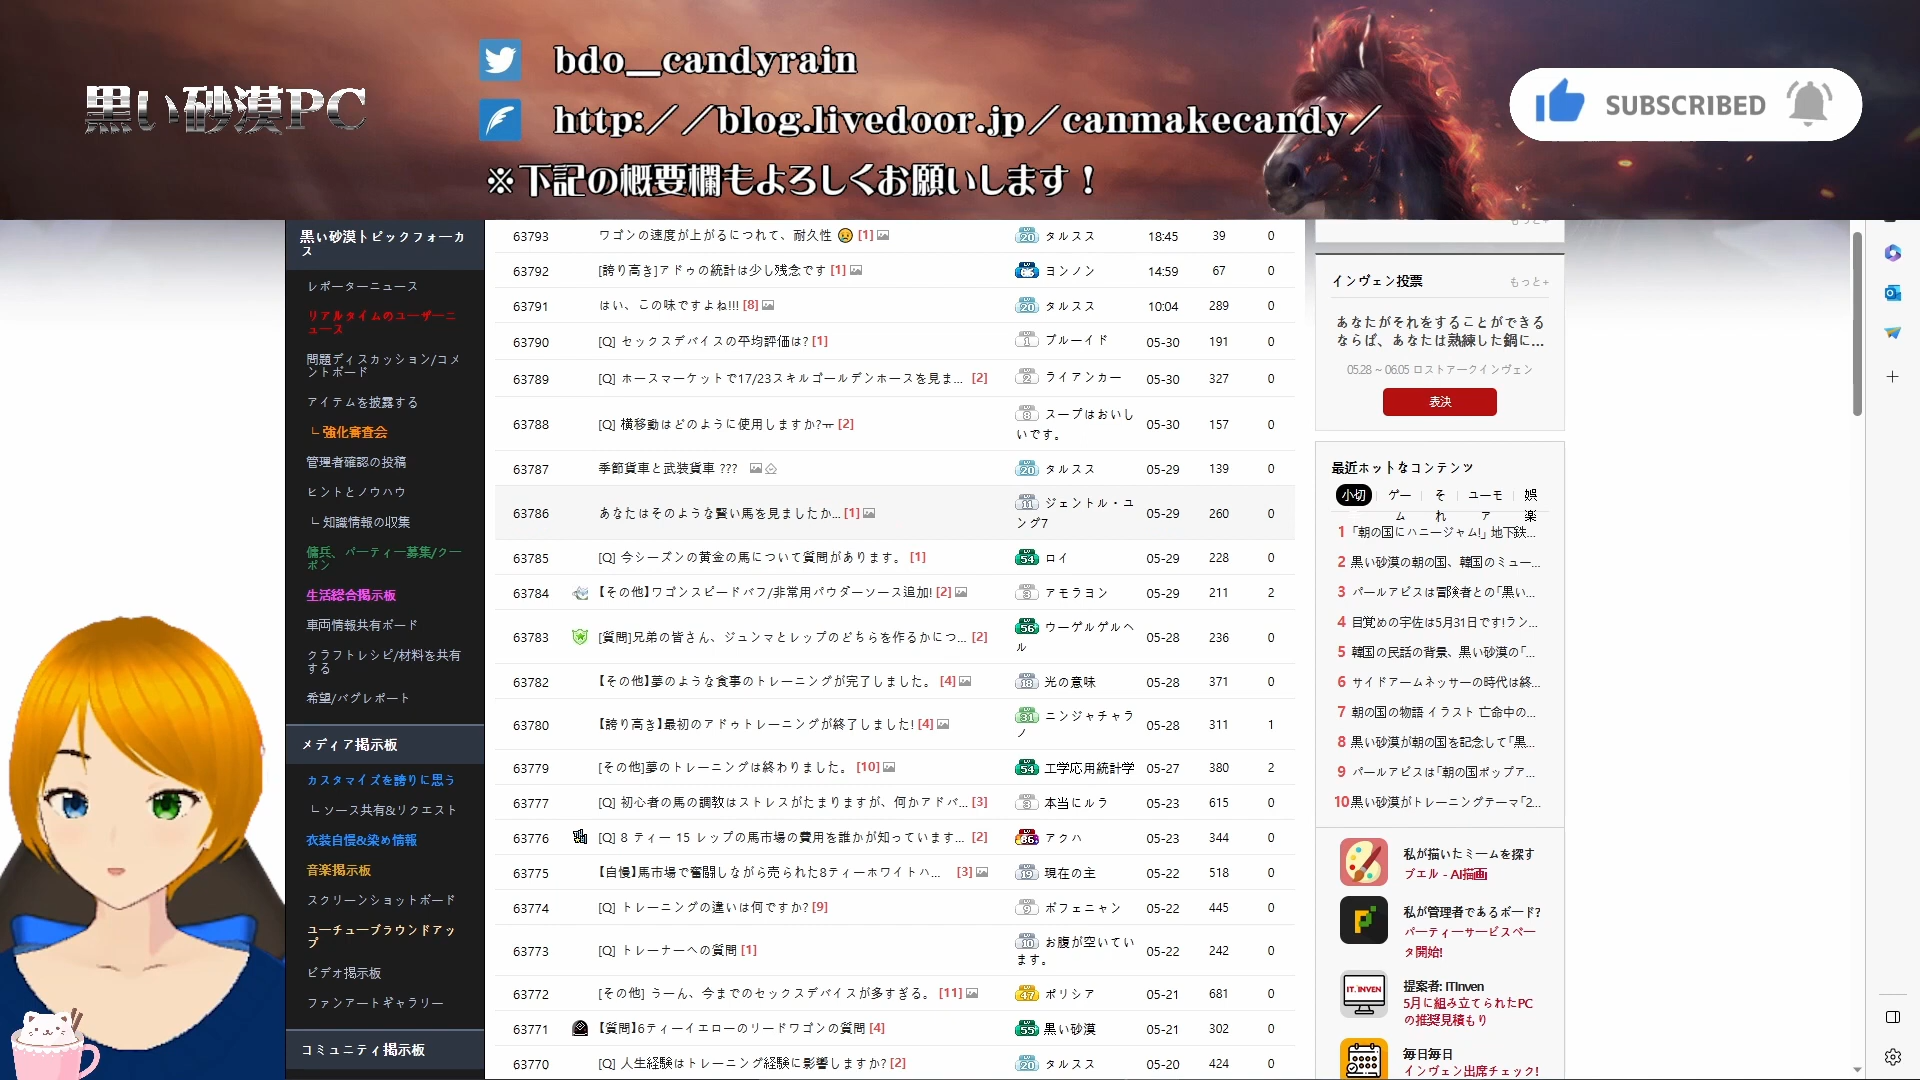 黒い砂漠PC
bdo__candyrain
http://blog.livedoor.jp/canmakecandy/
※下記の概要欄もよろしくお願いします!
SUBSCRIBED
黒い砂漠トピックフォーカ
ス
レポーターニュース
リアルタイムのユーザーニ
ュース
問題ディスカッション/コメ
ントボード
アイテムを披露する
└ 強化審査会
管理者確認の投稿
ヒントとノウハウ
└ 知識情報の収集
傭兵、パーティー募集/クー
ポン
生活総合掲示板
車両情報共有ボード
クラフトレシピ/材料を共有
する
希望/バグレポート
メディア掲示板
カスタマイズを誇りに思う
└ ソース共有&リクエスト
衣装自慢&染め情報
音楽掲示板
スクリーンショットボード
ユーチューブラウンドアッ
プ
ビデオ掲示板
ファンアートギャラリー
コミュニティ掲示板
63793 ワゴンの速度が上がるにつれて、耐久性 [1] LV 20 タルスス 18:45 39 0
63792 [誇り高き]アドゥの統計は少し残念です [1] ヨンノン 14:59 67 0
63791 はい、この味ですよね!!! [8] LV 20 タルスス 10:04 289 0
63790 [Q] セックスデバイスの平均評価は? [1] LV 1 ブルーイド 05-30 191 0
63789 [Q] ホースマーケットで17/23スキルゴールデンホースを見ま... [2] LV 2 ライアンカー 05-30 327 0
63788 [Q] 横移動はどのように使用しますか?ㅜ [2] LV 8 スープはおいし
いです。 05-30 157 0
63787 季節貨車と武装貨車 ??? LV 20 タルスス 05-29 139 0
63786 あなたはそのような賢い馬を見ましたか... [1] LV 11 ジェントル・ユ
ング7 05-29 260 0
63785 [Q] 今シーズンの黄金の馬について質問があります。 [1] LV 54 ロイ 05-29 228 0
63784 【その他】ワゴンスピードバフ/非常用パウダーソース追加! [2] LV 3 アモラヨン 05-29 211 2
63783 [質問]兄弟の皆さん、ジュンマとレップのどちらを作るかにつ... [2] LV 56 ウーゲルゲルヘ
ル 05-28 236 0
63782 【その他】夢のような食事のトレーニングが完了しました。 [4] LV 18 光の意味 05-28 371 0
63780 【誇り高き】最初のアドゥトレーニングが終了しました! [4] LV 31 ニンジャチャラ
ノ 05-28 311 1
63779 [その他]夢のトレーニングは終わりました。 [10] LV 54 工学応用統計学 05-27 380 2
63777 [Q] 初心者の馬の調教はストレスがたまりますが、何かアドバ... [3] LV 3 本当にルラ 05-23 615 0
63776 [Q] 8 ティー 15 レップの馬市場の費用を誰かが知っています... [2] 86 アクハ 05-23 344 0
63775 【自慢】馬市場で奮闘しながら売られた8ティーホワイトハ... [3] LV 19 現在の主 05-22 518 0
63774 [Q] トレーニングの違いは何ですか? [9] LV 9 ボフェニャン 05-22 445 0
63773 [Q] トレーナーへの質問 [1] LV 10 お腹が空いてい
ます。 05-22 242 0
63772 [その他] うーん、今までのセックスデバイスが多すぎる。 [11] LV 47 ポリシア 05-21 681 0
63771 【質問】6ティーイエローのリードワゴンの質問 [4] LV 55 黒い砂漠 05-21 302 0
63770 [Q] 人生経験はトレーニング経験に影響しますか? [2] LV 20 タルスス 05-20 424 0
もっと+
インヴェン投票 もっと+
あなたがそれをすることができる
ならば、あなたは熟練した鍋に...
05.28 ~ 06.05 ロストアークインヴェン
表決
最近ホットなコンテンツ
小切 ゲー
ム そ
れ ユーモ
ア 娯
楽
1 「朝の国にハニージャム!」 地下鉄...
2 黒い砂漠の朝の国、韓国のミュー...
3 パールアビスは冒険者との「黒い...
4 目覚めの宇佐は5月31日です!ラン...
5 韓国の民話の背景、黒い砂漠の「...
6 サイドアームネッサーの時代は終...
7 朝の国の物語 イラスト 亡命中の...
8 黒い砂漠が朝の国を記念して「黒...
9 パールアビスは「朝の国ポップア...
10 黒い砂漠がトレーニングテーマ「2...
私が描いたミームを探す
ブエル - AI描画
私が管理者であるボード?
パーティーサービスベー
タ開始!
IT.INVEN
提案者: ITInven
5月に組み立てられたPC
の推奨見積もり
毎日毎日
インヴェン出席チェック!